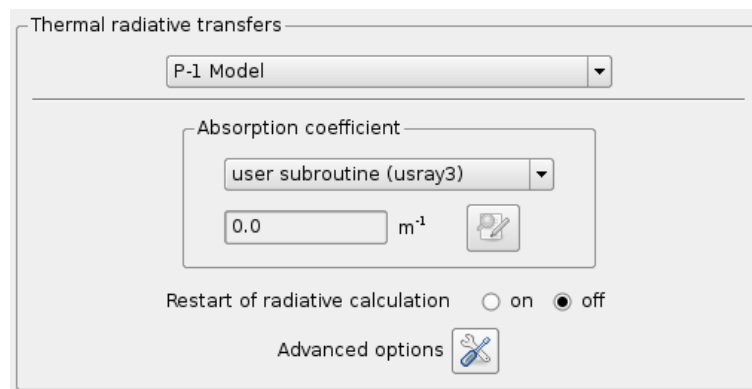 Thermal radiative transfers
P-1 Model
Absorption coefficient
user subroutine (usray3)
0.0 m⁻¹
Restart of radiative calculation on off
Advanced options